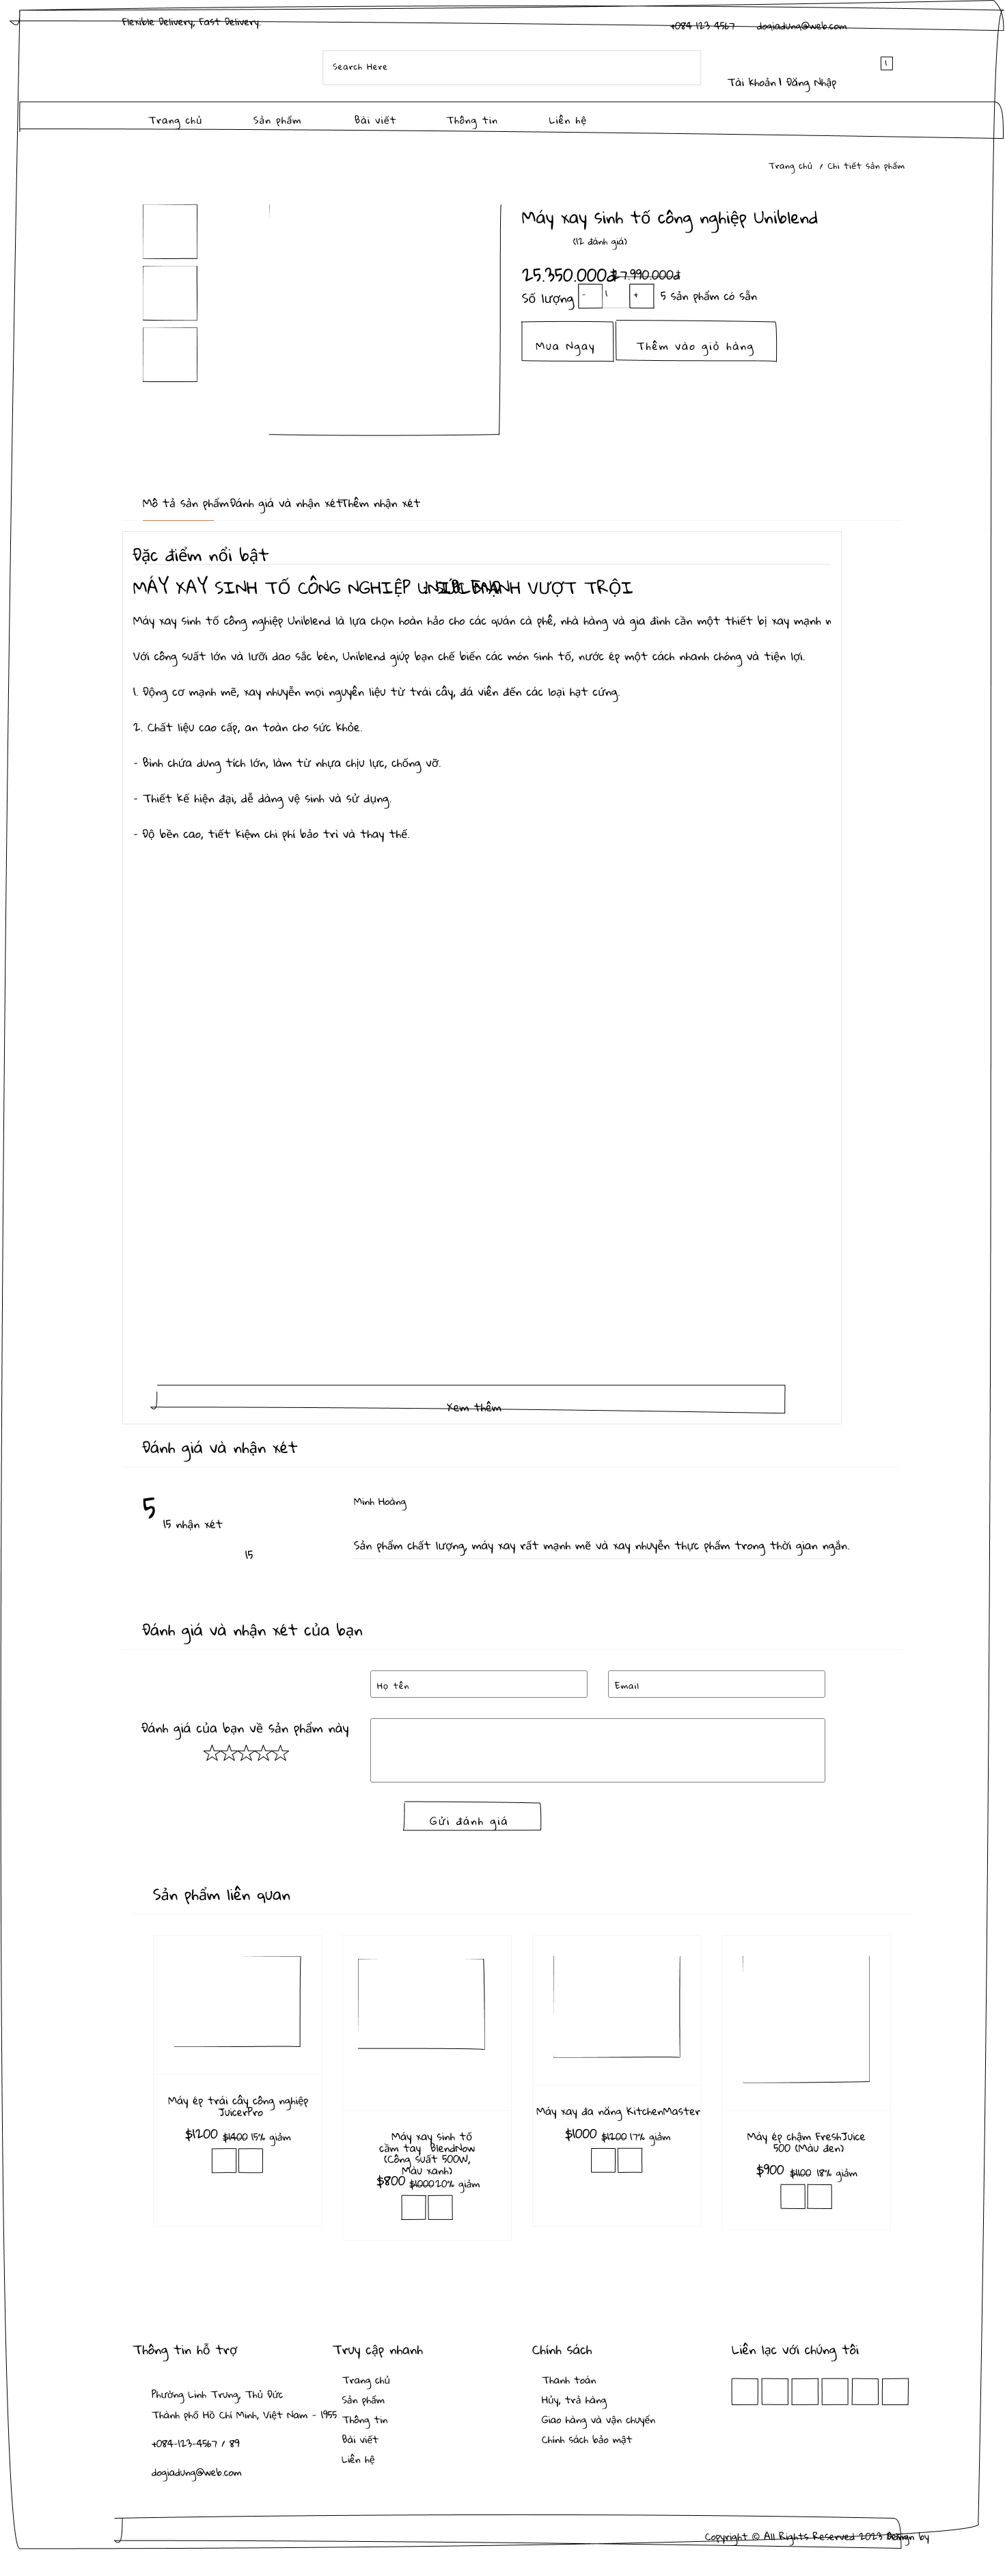 Flexible Delivery, Fast Delivery
+084 123 4567 dogiadung@web.com
Search Here
1
Tài Khoản | Đăng Nhập
Trang chủ Sản phẩm Bài viết Thông tin Liên hệ
Trang chủ / Chi tiết sản phẩm
Máy xay sinh tố công nghiệp Uniblend
(12 đánh giá)
25.350.000đ 27.990.000đ
Số lượng - 1 + 5 sản phẩm có sẵn
Mua Ngay Thêm vào giỏ hàng
Mô tả sản phẩm Đánh giá và nhận xét Thêm nhận xét
Đặc điểm nổi bật
MÁY XAY SINH TỐ CÔNG NGHIỆP UNIBLEND SỨC MẠNH VƯỢT TRỘI
Máy xay sinh tố công nghiệp Uniblend là lựa chọn hoàn hảo cho các quán cà phê, nhà hàng và gia đình cần một thiết bị xay mạnh
Với công suất lớn và lưỡi dao sắc bén, Uniblend giúp bạn chế biến các món sinh tố, nước ép một cách nhanh chóng và tiện lợi.
1. Động cơ mạnh mẽ, xay nhuyễn mọi nguyên liệu từ trái cây, đá viên đến các loại hạt cứng.
2. Chất liệu cao cấp, an toàn cho sức khỏe.
- Bình chứa dung tích lớn, làm từ nhựa chịu lực, chống vỡ.
- Thiết kế hiện đại, dễ dàng vệ sinh và sử dụng.
- Độ bền cao, tiết kiệm chi phí bảo trì và thay thế.
Xem thêm
Đánh giá và nhận xét
5
15 nhận xét
15
Minh Hoàng
Sản phẩm chất lượng, máy xay rất mạnh mẽ và xay nhuyễn thực phẩm trong thời gian ngắn.
Đánh giá và nhận xét của bạn
Họ tên Email
Đánh giá của bạn về sản phẩm này
Gửi đánh giá
Sản phẩm liên quan
Máy ép trái cây công nghiệp
JuicerPro
$1200 $1400 15% giảm
Máy xay sinh tố
cầm tay BlendNow
(Công suất 500W,
Màu xanh)
$800 $1000 20% giảm
Máy xay đa năng KitchenMaster
$1000 $1200 17% giảm
Máy ép chậm FreshJuice
500 (Màu đen)
$900 $1100 18% giảm
Thông tin hỗ trợ
Phường Linh Trung, Thủ Đức
Thành phố Hồ Chí Minh, Việt Nam - 1955
+084-123-4567 / 89
dogiadung@web.com
Truy cập nhanh
Trang chủ
Sản phẩm
Thông tin
Bài viết
Liên hệ
Chính sách
Thanh toán
Hủy, trả hàng
Giao hàng và vận chuyển
Chính sách bảo mật
Liên lạc với chúng tôi
Copyright © All Rights Reserved 2023 Design by